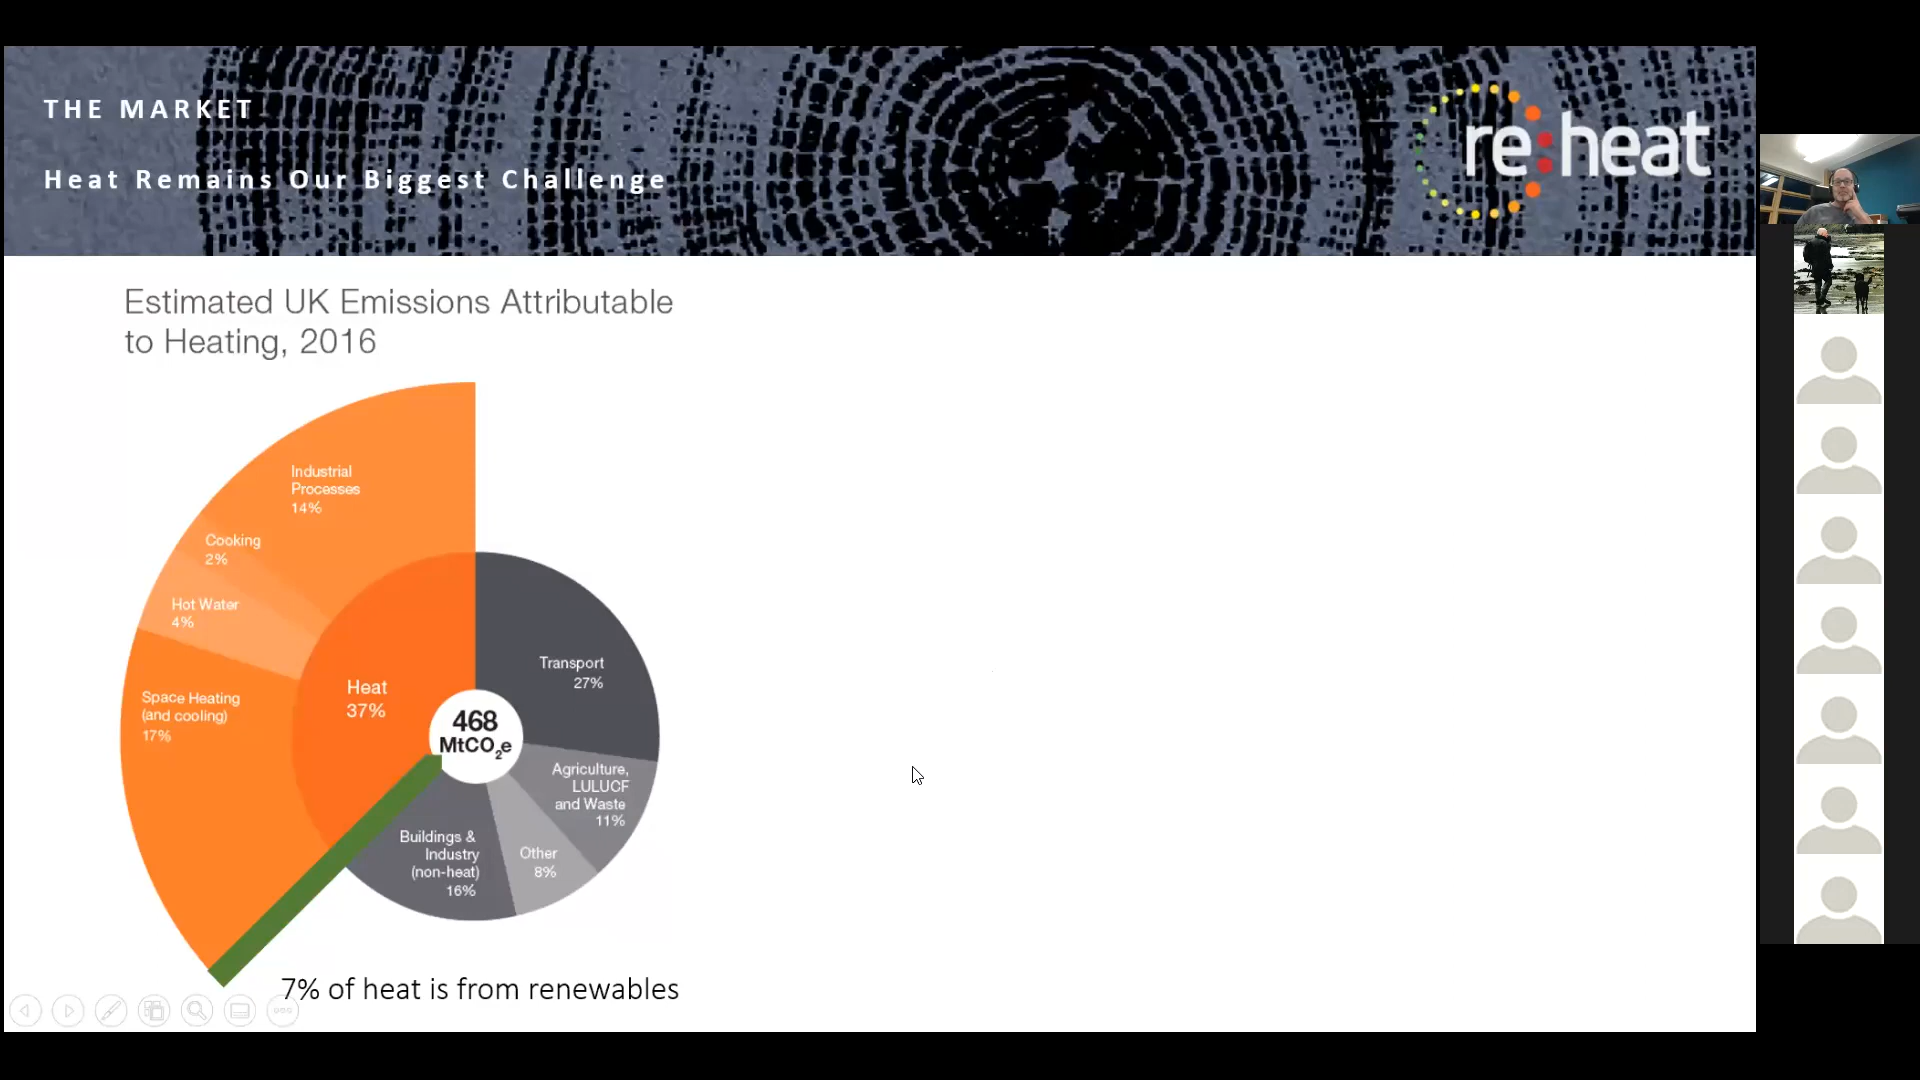 THE MARKET
Heat Remains Our Biggest Challenge
re:heat
Estimated UK Emissions Attributable
to Heating, 2016
Industrial
Processes
14%
Cooking
2%
Hot Water
4%
Space Heating
(and cooling)
17%
Heat
37%
468
MtCO₂e
Transport
27%
Agriculture,
LULUCF
and Waste
11%
Other
8%
Buildings &
Industry
(non-heat)
16%
7% of heat is from renewables